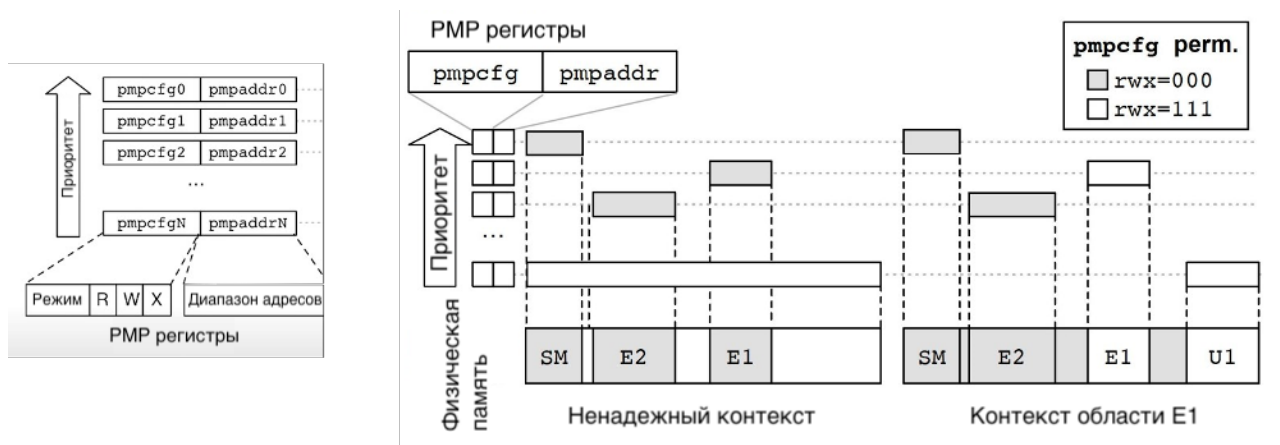 Приоритет
pmpcfg0 pmpaddr0
pmpcfg1 pmpaddr1
pmpcfg2 pmpaddr2
...
pmpcfgN pmpaddrN
Режим R W X Диапазон адресов
PMP регистры
PMP регистры
pmpcfg pmpaddr
pmpcfg perm.
rwx=000
rwx=111
Приоритет
...
Физическая
память
SM E2 E1
SM E2 E1 U1
Ненадежный контекст
Контекст области E1